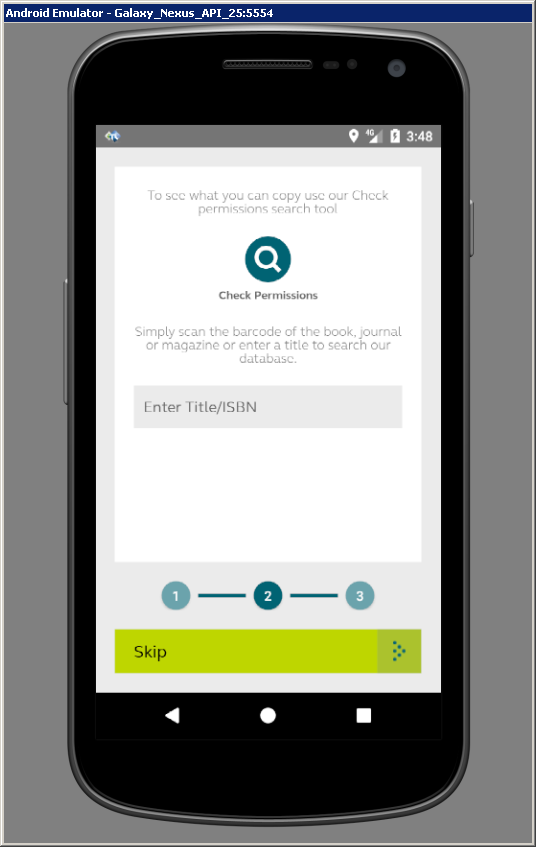 Android Emulator - Galaxy_Nexus_API_25:5554
4G 3:48
To see what you can copy use our Check
permissions search tool
Check Permissions
Simply scan the barcode of the book, journal
or magazine or enter a title to search our
database.
Enter Title/ISBN
1 2 3
Skip